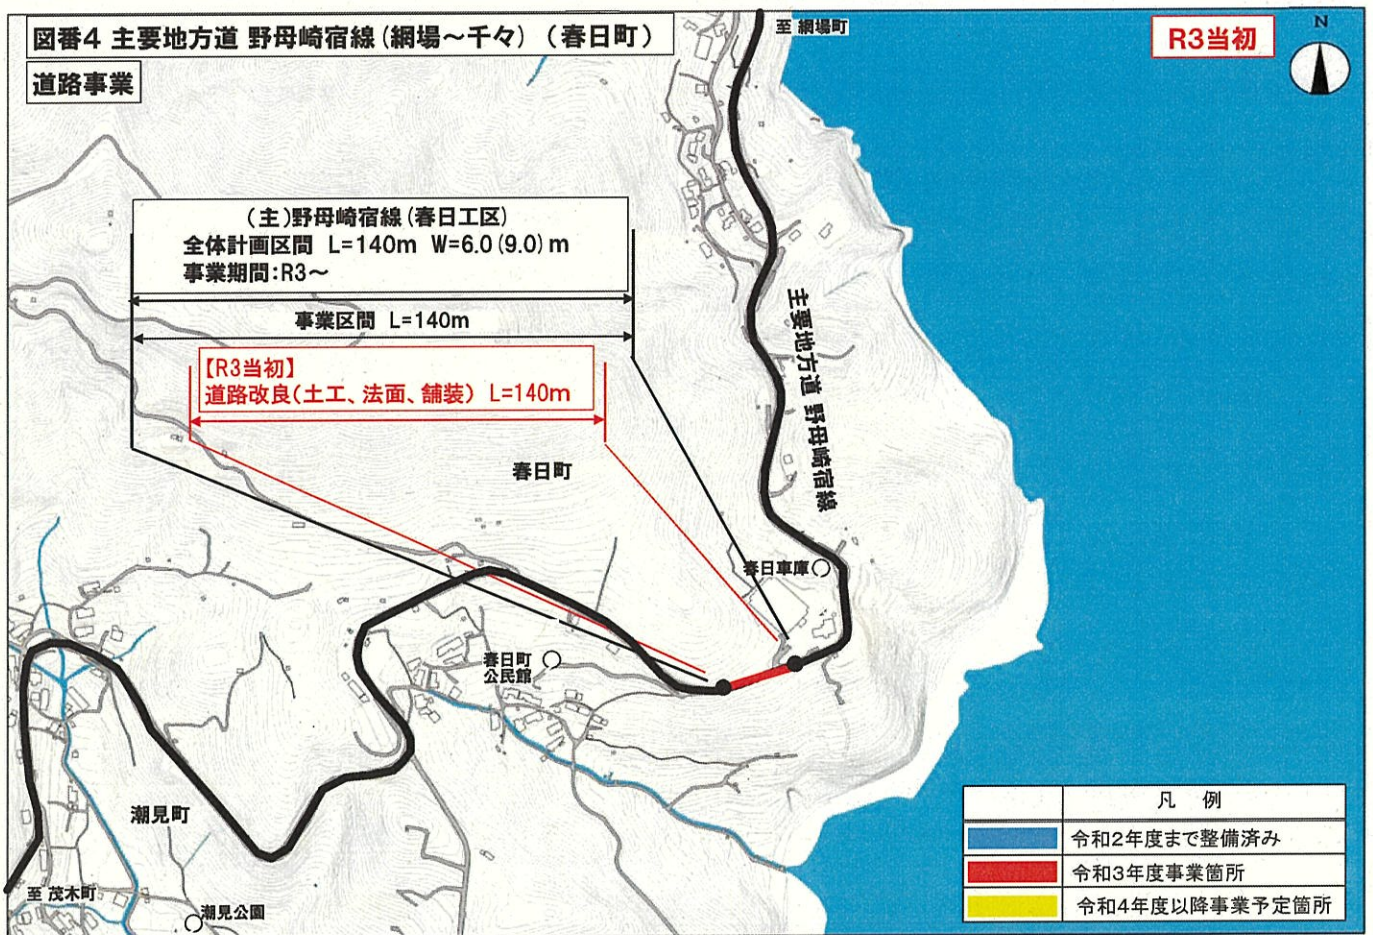 図番4 主要地方道 野母崎宿線(網場～千々)（春日町）
道路事業
至 網場町
R3当初
N
（主）野母崎宿線(春日工区)
全体計画区間 L=140m W=6.0(9.0)m
事業期間:R3～
事業区間 L=140m
【R3当初】
道路改良(土工、法面、舗装) L=140m
主要地方道 野母崎宿線
春日町
春日車庫
春日町
公民館
潮見町
至 茂木町
潮見公園
凡 例
令和2年度まで整備済み
令和3年度事業箇所
令和4年度以降事業予定箇所